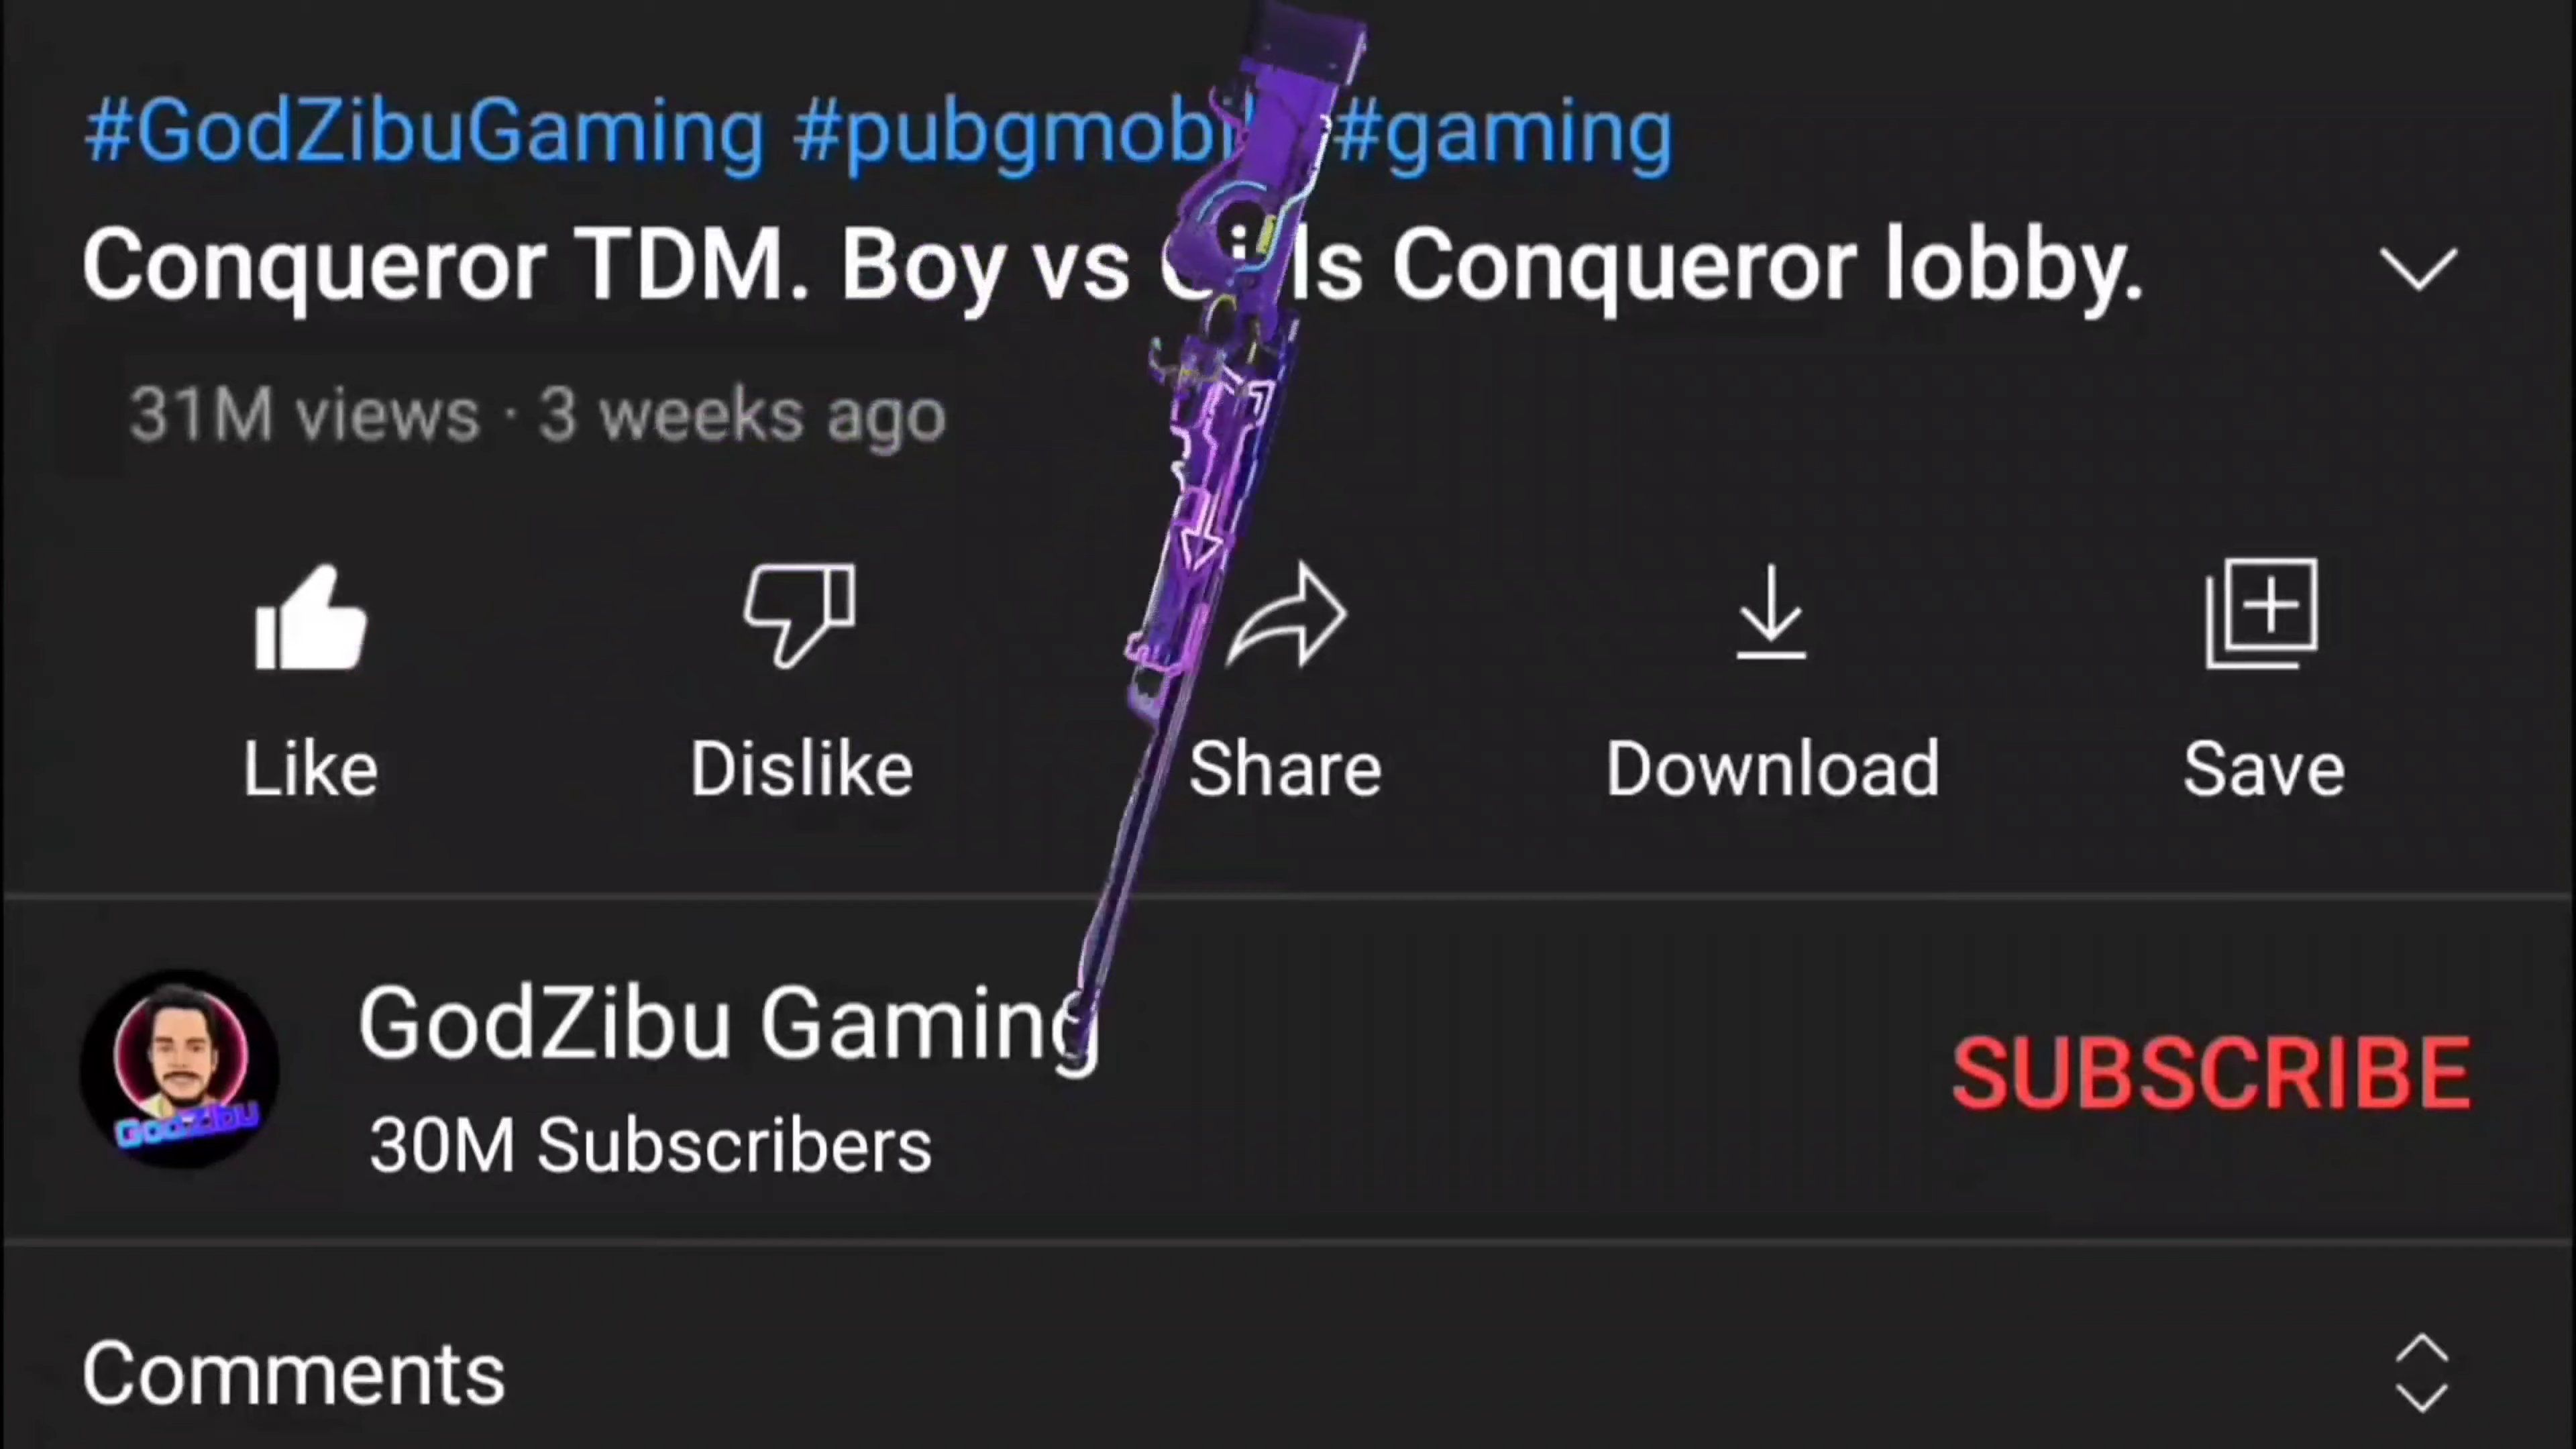 #GodZibuGaming #gaming
Conqueror TDM. Boy vs Conqueror lobby.
31M views · 3 weeks ago
Like Dislike Share Download Save
GodZibu Gaming
GodZibu
30M Subscribers
SUBSCRIBE
Comments